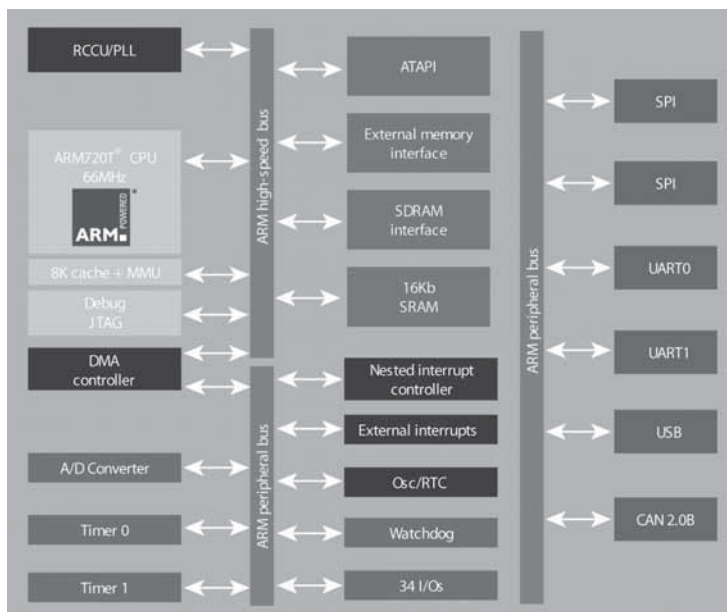 RCCU/PLL
ARM720T® CPU
66MHz
ARM POWERED®
8K cache + MMU
Debug
JTAG
DMA
controller
A/D Converter
Timer 0
Timer 1
ARM high-speed bus
ARM peripheral bus
ATAPI
External memory
interface
SDRAM
interface
16Kb
SRAM
Nested interrupt
controller
External interrupts
Osc/RTC
Watchdog
34 I/Os
ARM peripheral bus
SPI
SPI
UART0
UART1
USB
CAN 2.0B